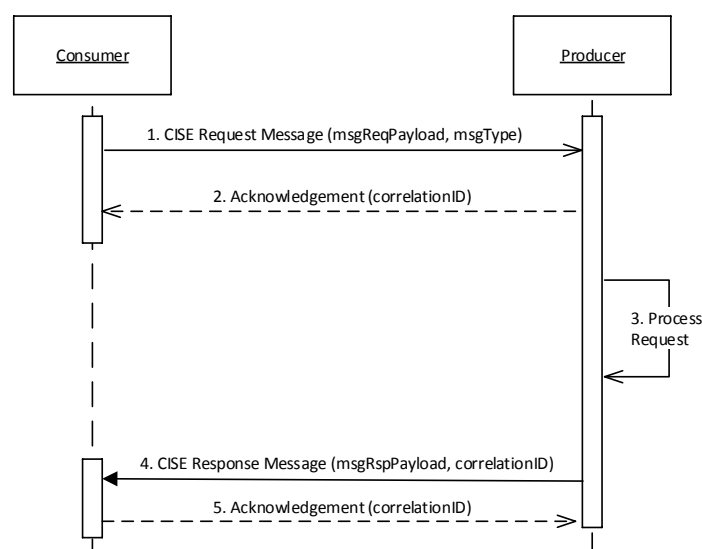 Consumer
Producer
1. CISE Request Message (msgReqPayload, msgType)
2. Acknowledgement (correlationID)
3. Process
Request
4. CISE Response Message (msgRspPayload, correlationID)
5. Acknowledgement (correlationID)